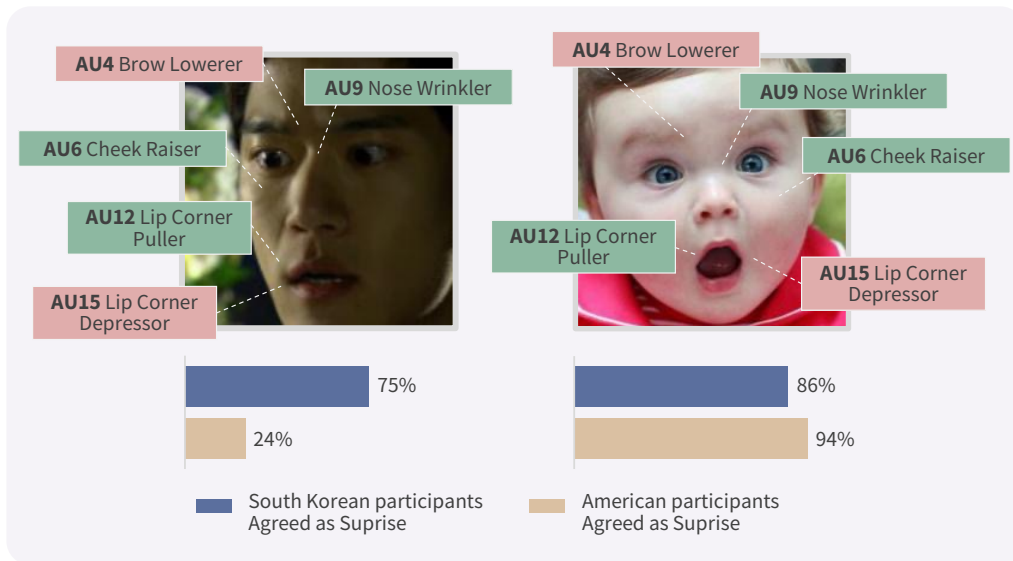 AU4 Brow Lowerer
AU9 Nose Wrinkler
AU6 Cheek Raiser
AU12 Lip Corner
Puller
AU15 Lip Corner
Depressor
75%
24%
AU4 Brow Lowerer
AU9 Nose Wrinkler
AU6 Cheek Raiser
AU12 Lip Corner
Puller
AU15 Lip Corner
Depressor
86%
94%
South Korean participants
Agreed as Suprise
American participants
Agreed as Suprise